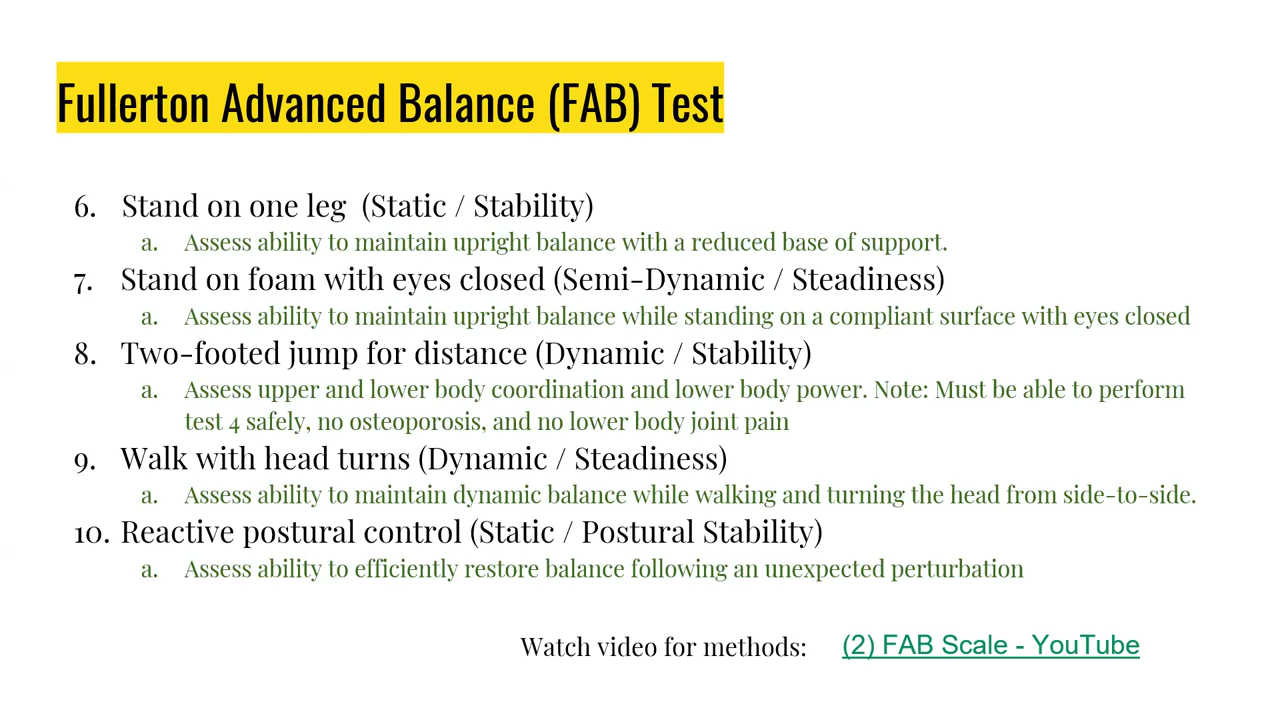 Fullerton Advanced Balance (FAB) Test
6. Stand on one leg (Static / Stability)
a. Assess ability to maintain upright balance with a reduced base of support.
7. Stand on foam with eyes closed (Semi-Dynamic / Steadiness)
a. Assess ability to maintain upright balance while standing on a compliant surface with eyes closed
8. Two-footed jump for distance (Dynamic / Stability)
a. Assess upper and lower body coordination and lower body power. Note: Must be able to perform
test 4 safely, no osteoporosis, and no lower body joint pain
9. Walk with head turns (Dynamic / Steadiness)
a. Assess ability to maintain dynamic balance while walking and turning the head from side-to-side.
10. Reactive postural control (Static / Postural Stability)
a. Assess ability to efficiently restore balance following an unexpected perturbation
Watch video for methods: (2) FAB Scale - YouTube